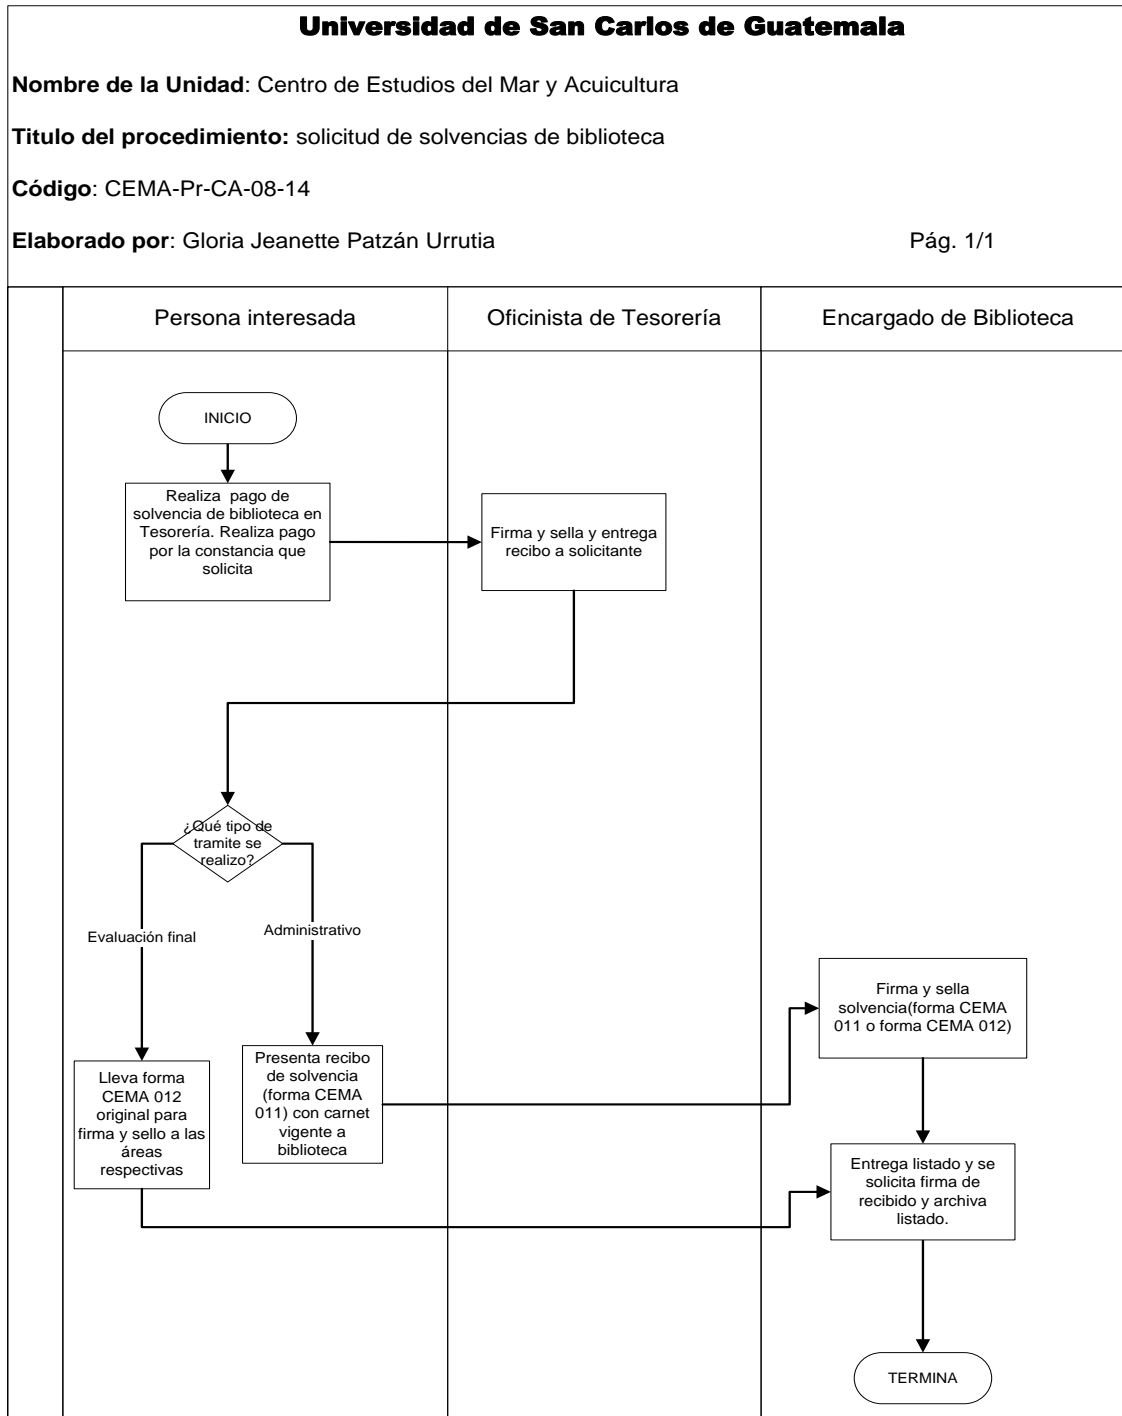 Universidad de San Carlos de Guatemala
Nombre de la Unidad: Centro de Estudios del Mar y Acuicultura
Titulo del procedimiento: solicitud de solvencias de biblioteca
Código: CEMA-Pr-CA-08-14
Elaborado por: Gloria Jeanette Patzán Urrutia Pág. 1/1
Persona interesada
Oficinista de Tesorería
Encargado de Biblioteca
INICIO
Realiza pago de
solvencia de biblioteca en
Tesorería. Realiza pago
por la constancia que
solicita
Firma y sella y entrega
recibo a solicitante
¿Qué tipo de
tramite se
realizo?
Evaluación final
Administrativo
Lleva forma
CEMA 012
original para
firma y sello a las
áreas
respectivas
Presenta recibo
de solvencia
(forma CEMA
011) con carnet
vigente a
biblioteca
Firma y sella
solvencia(forma CEMA
011 o forma CEMA 012)
Entrega listado y se
solicita firma de
recibido y archiva
listado.
TERMINA